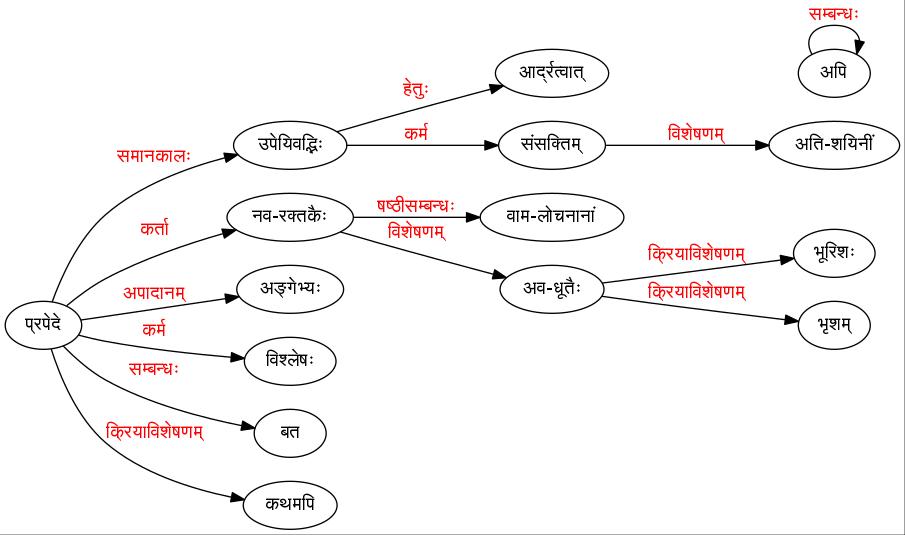 सम्बन्धः
अपि
आर्द्रत्वात्
हेतुः
उपेयिवद्भिः
कर्म
संसक्तिम्
विशेषणम्
अति-शयिनीं
समानकालः
नव-रक्तकैः
षष्ठीसम्बन्धः
वाम-लोचनानां
कर्ता
विशेषणम्
क्रियाविशेषणम्
भूरिशः
अपादानम्
अङ्गेभ्यः
अव-धूतैः
क्रियाविशेषणम्
भृशम्
प्रपेदे
कर्म
विश्लेषः
सम्बन्धः
बत
क्रियाविशेषणम्
कथमपि